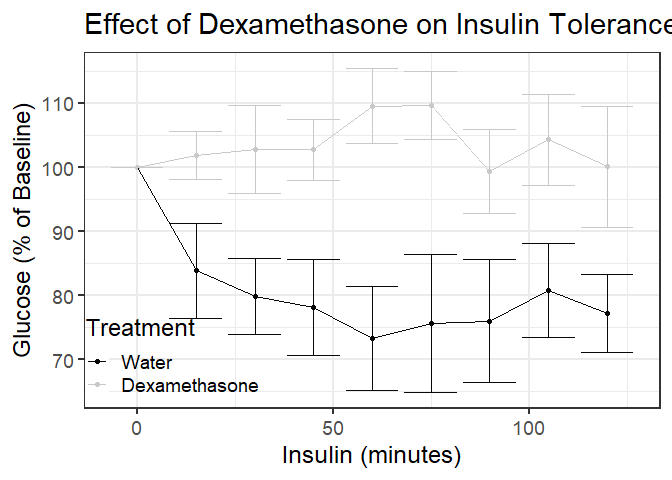 Effect of Dexamethasone on Insulin Tolerance
Glucose (% of Baseline)
110
100
90
80
70
Treatment
Water
Dexamethasone
0
50
100
Insulin (minutes)